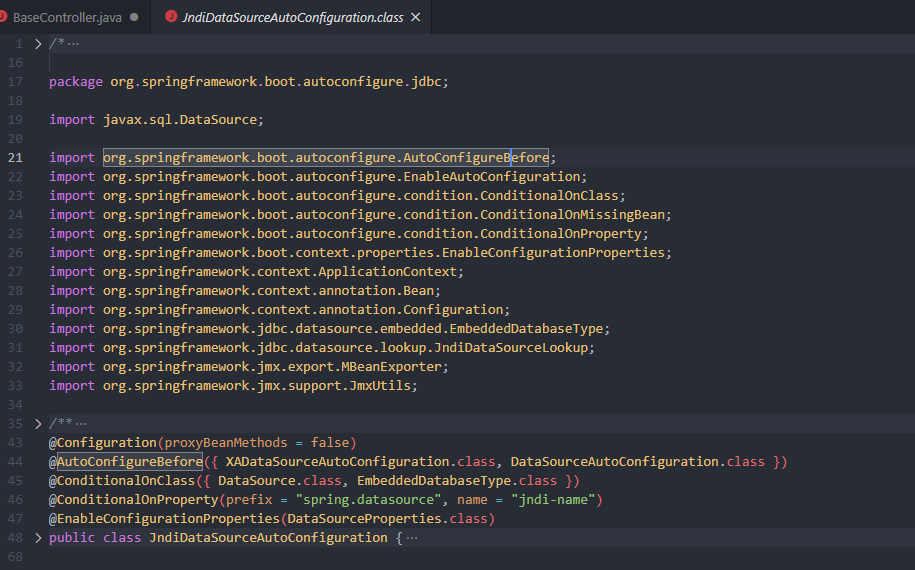 J BaseController.java ●
J JndiDataSourceAutoConfiguration.class ×
1 > /* ···
16
17 package org.springframework.boot.autoconfigure.jdbc;
18
19 import javax.sql.DataSource;
20
21 import org.springframework.boot.autoconfigure.AutoConfigureBefore;
22 import org.springframework.boot.autoconfigure.EnableAutoConfiguration;
23 import org.springframework.boot.autoconfigure.condition.ConditionalOnClass;
24 import org.springframework.boot.autoconfigure.condition.ConditionalOnMissingBean;
25 import org.springframework.boot.autoconfigure.condition.ConditionalOnProperty;
26 import org.springframework.boot.context.properties.EnableConfigurationProperties;
27 import org.springframework.context.ApplicationContext;
28 import org.springframework.context.annotation.Bean;
29 import org.springframework.context.annotation.Configuration;
30 import org.springframework.jdbc.datasource.embedded.EmbeddedDatabaseType;
31 import org.springframework.jdbc.datasource.lookup.JndiDataSourceLookup;
32 import org.springframework.jmx.export.MBeanExporter;
33 import org.springframework.jmx.support.JmxUtils;
34
35 > /** ···
43 @Configuration(proxyBeanMethods = false)
44 @AutoConfigureBefore({ XADataSourceAutoConfiguration.class, DataSourceAutoConfiguration.class })
45 @ConditionalOnClass({ DataSource.class, EmbeddedDatabaseType.class })
46 @ConditionalOnProperty(prefix = "spring.datasource", name = "jndi-name")
47 @EnableConfigurationProperties(DataSourceProperties.class)
48 > public class JndiDataSourceAutoConfiguration { ···
68